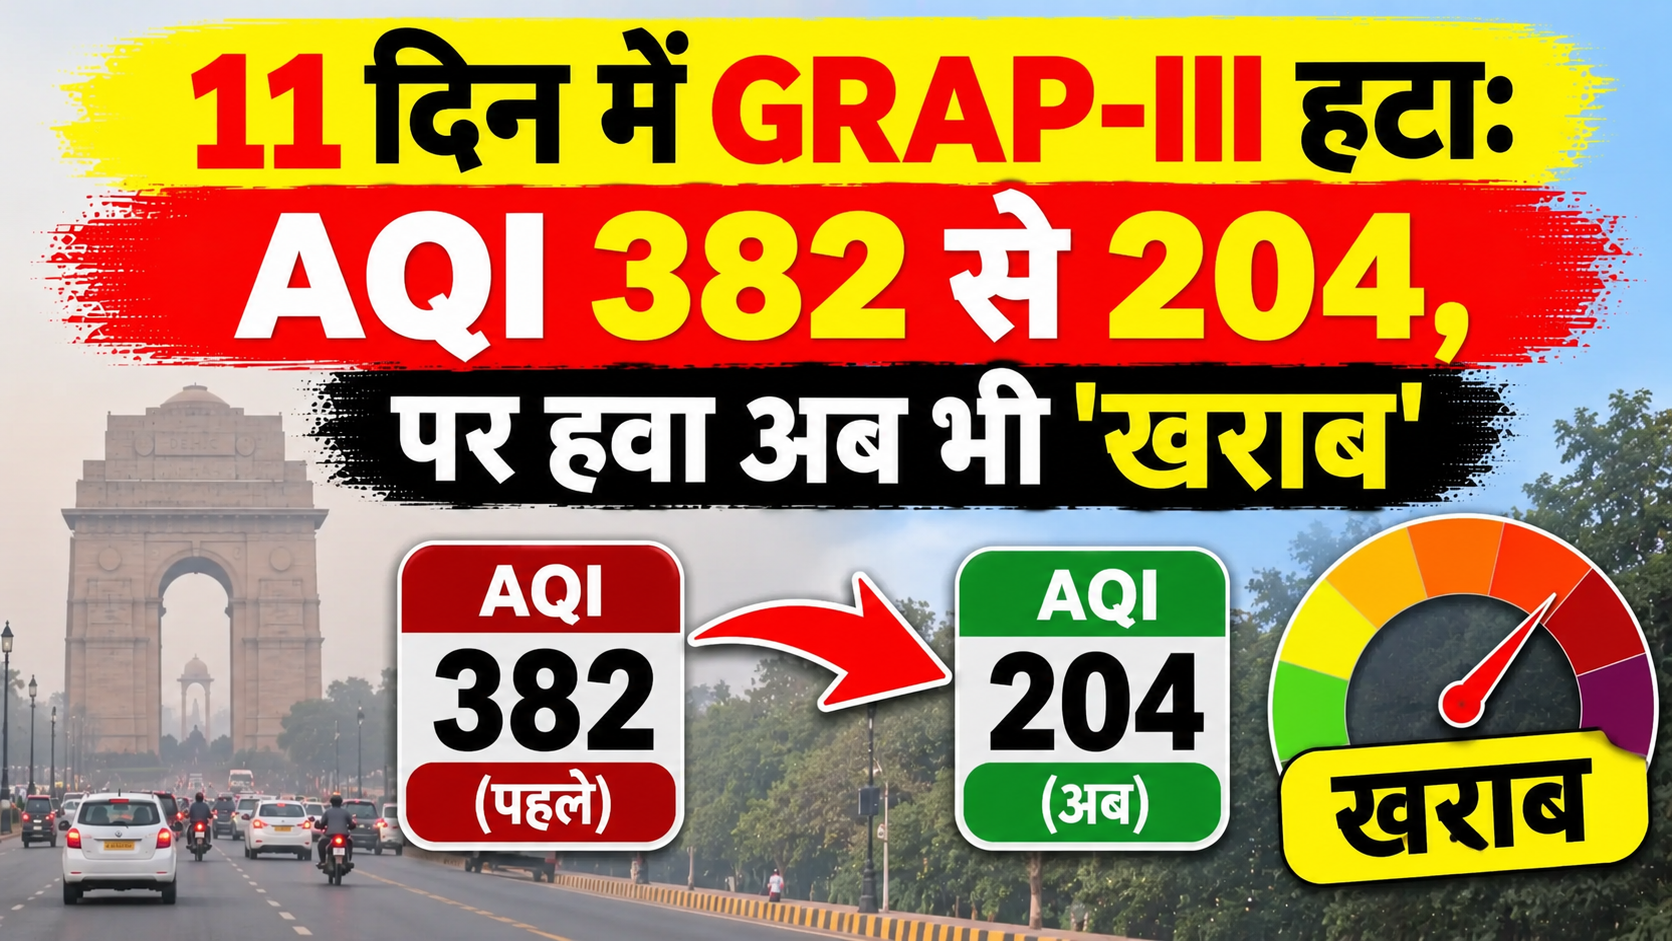 11 दिन में GRAP-III हटा:
AQI 382 से 204,
पर हवा अब भी 'खराब'
AQI
382
(पहले)
AQI
204
(अब)
खराब